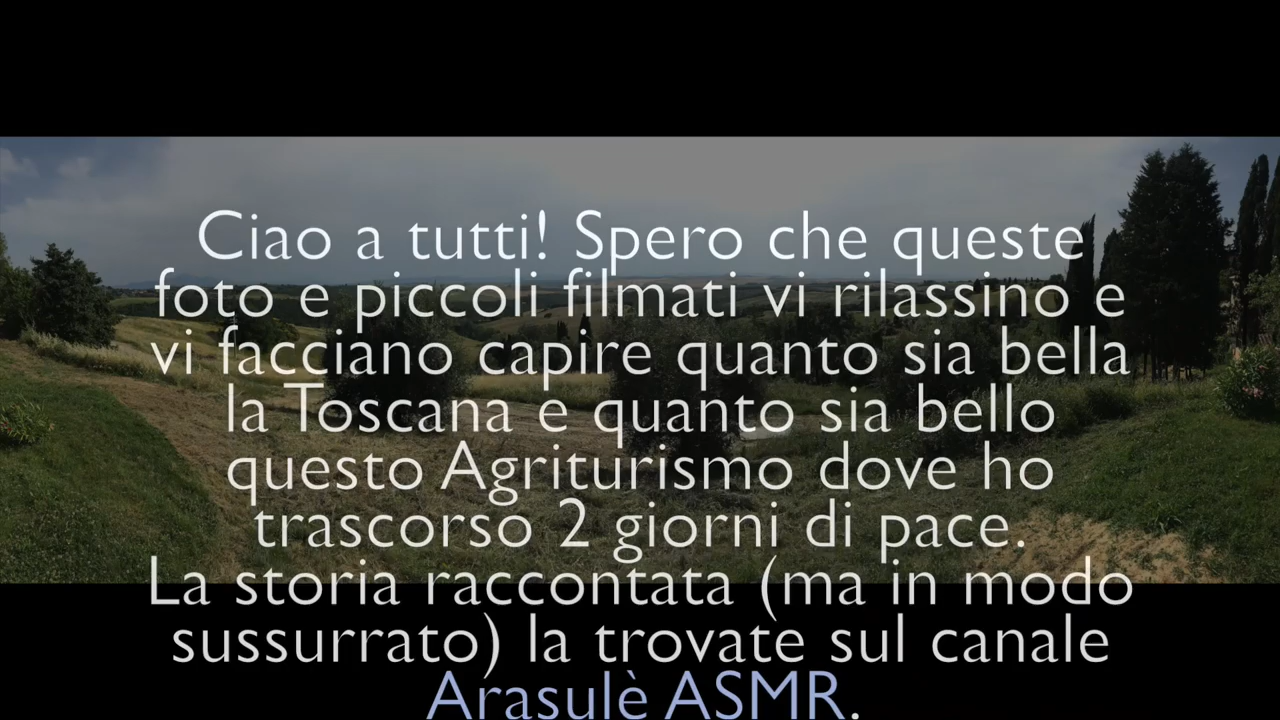 Ciao a tutti! Spero che queste
foto e piccoli filmati vi rilassino e
vi facciano capire quanto sia bella
la Toscana e quanto sia bello
questo Agriturismo dove ho
trascorso 2 giorni di pace.
La storia raccontata (ma in modo
sussurrato) la trovate sul canale
Arasulè ASMR.